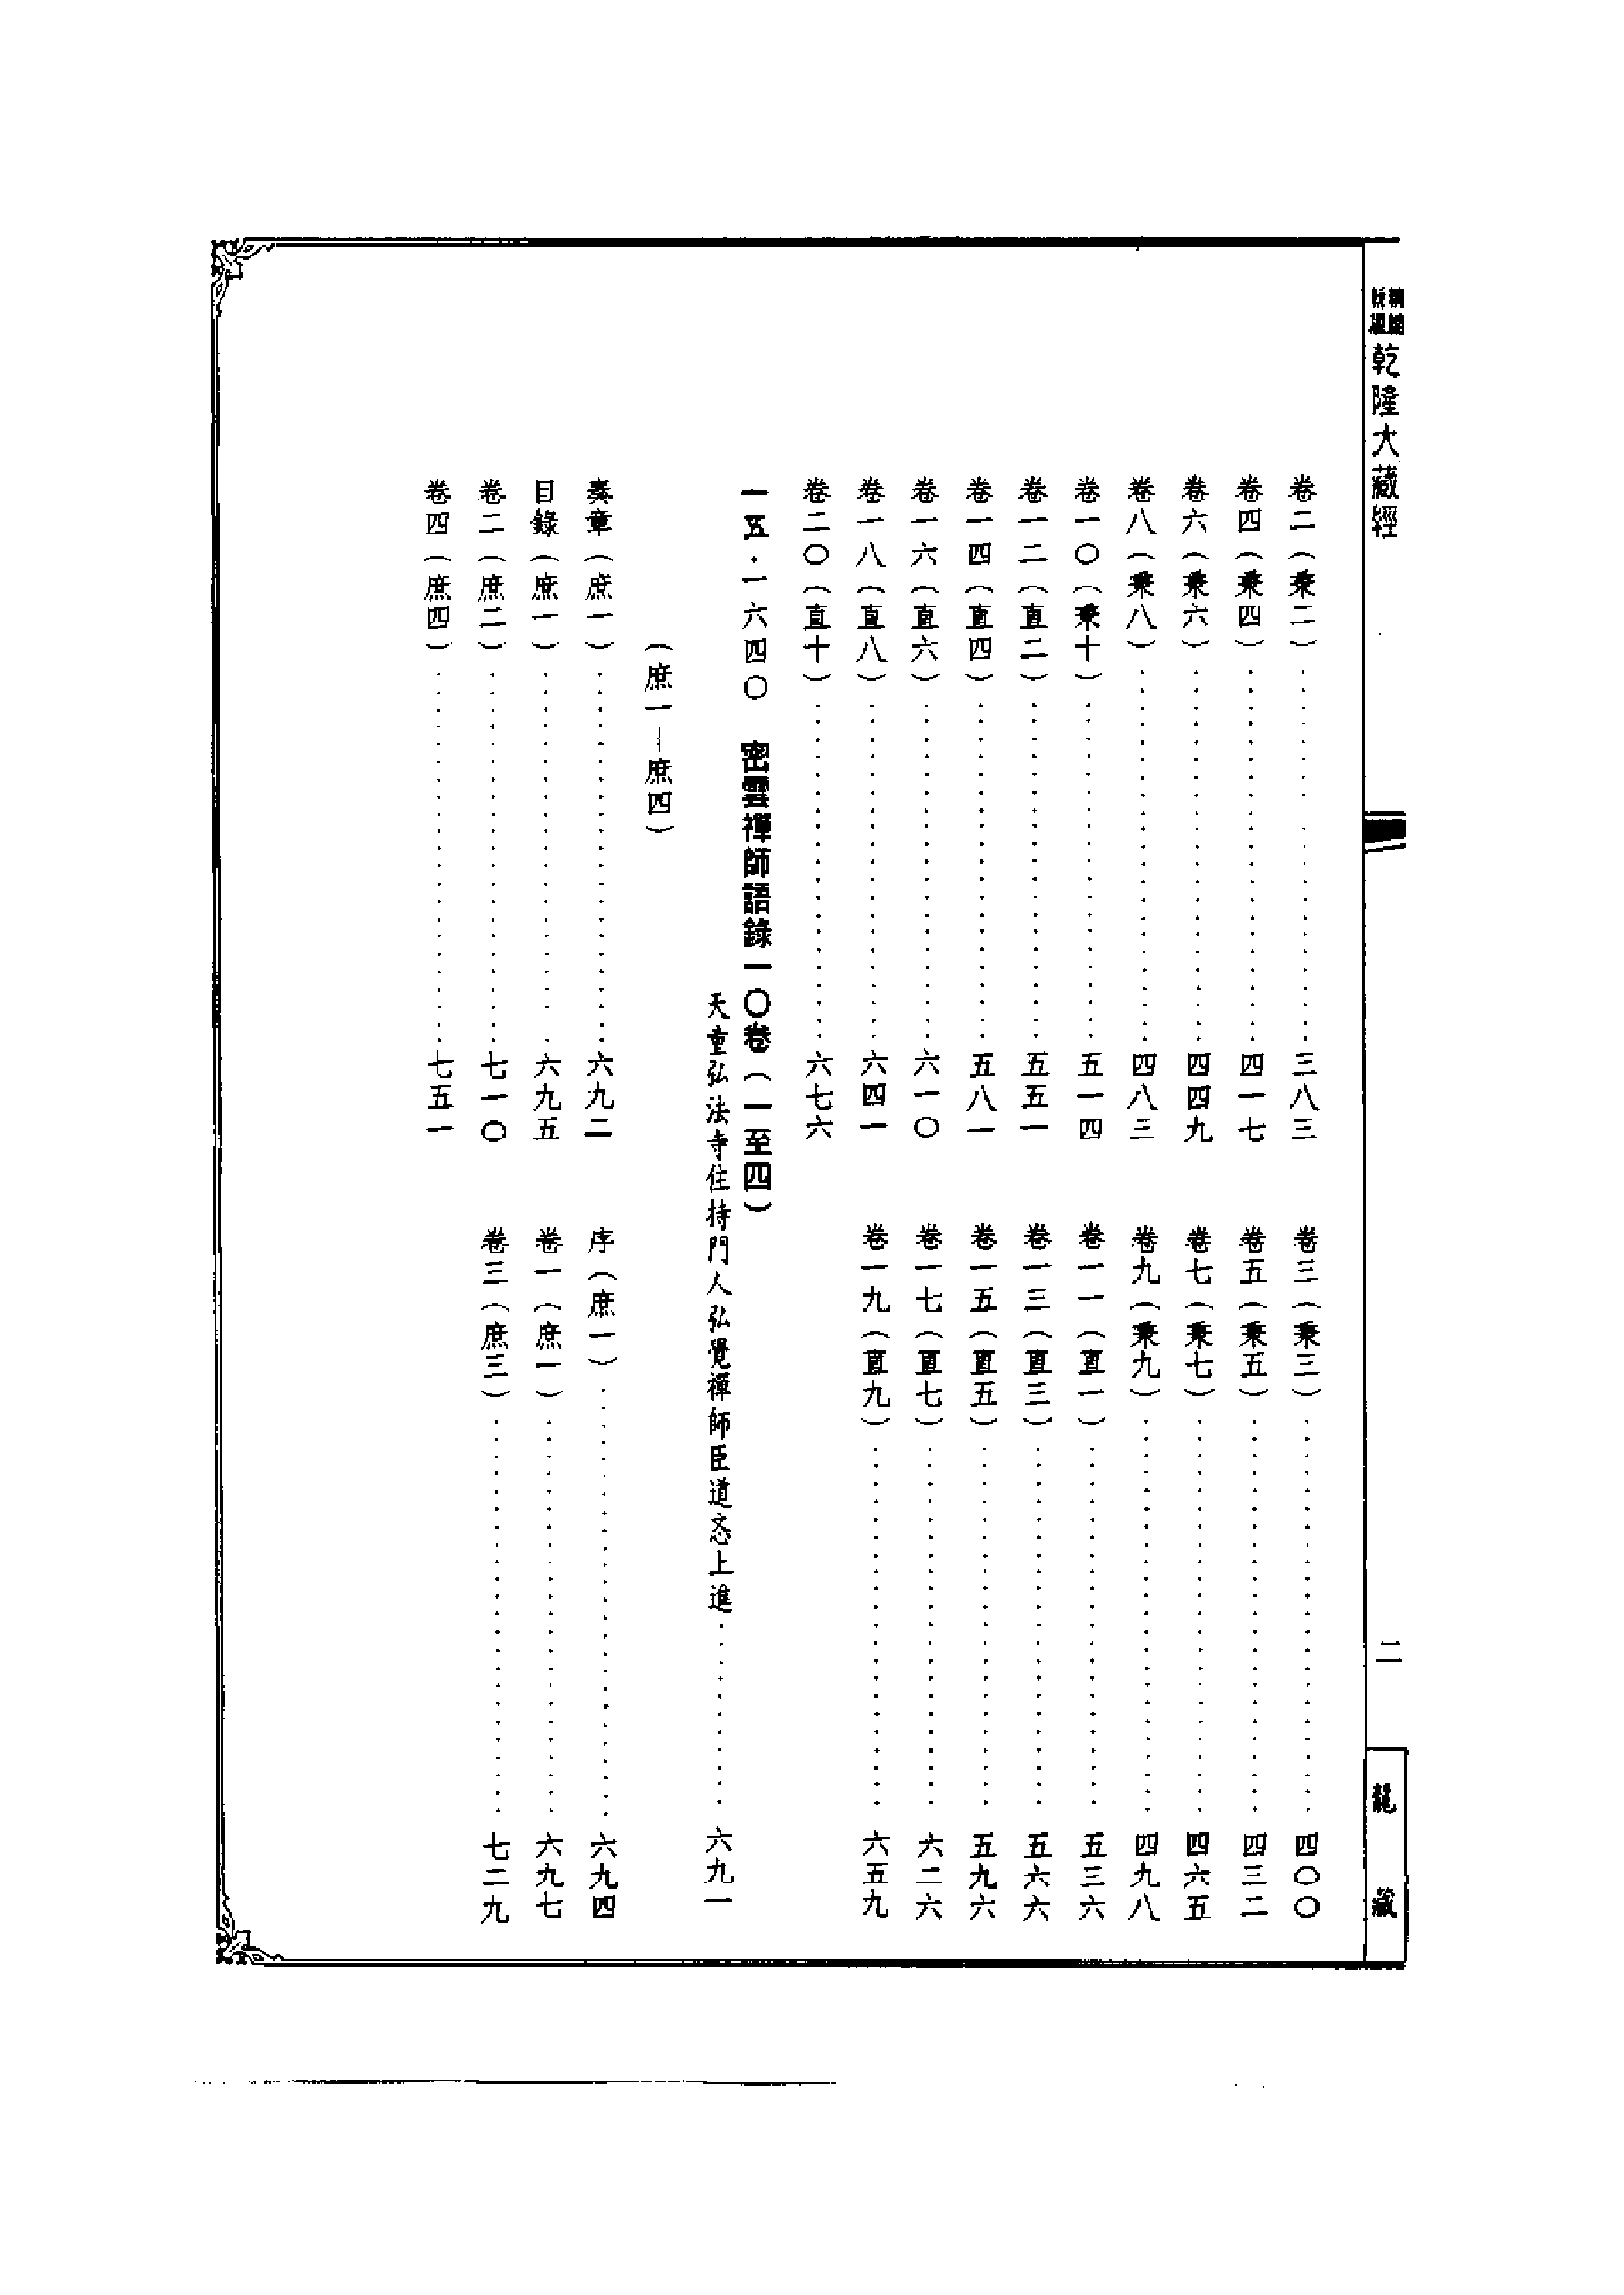 新編縮版 乾隆大藏經
二
龍藏
卷二（秉二）……三八三　卷三（秉三）……四〇〇
卷四（秉四）……四一七　卷五（秉五）……四三二
卷六（秉六）……四四九　卷七（秉七）……四六五
卷八（秉八）……四八三　卷九（秉九）……四九八
卷一〇（秉十）……五一四　卷一一（直一）……五三六
卷一二（直二）……五五一　卷一三（直三）……五六六
卷一四（直四）……五八一　卷一五（直五）……五九六
卷一六（直六）……六一〇　卷一七（直七）……六二六
卷一八（直八）……六四一　卷一九（直九）……六五九
卷二〇（直十）……六七六
一五·一六四〇　密雲禪師語錄一〇卷（一至四）
天童弘法寺住持門人弘覺禪師臣道忞上進……六九一
（庶一—庶四）
奏章（庶一）……六九二　序（庶一）……六九四
目錄（庶一）……六九五　卷一（庶一）……六九七
卷二（庶二）……七一〇　卷三（庶三）……七二九
卷四（庶四）……七五一